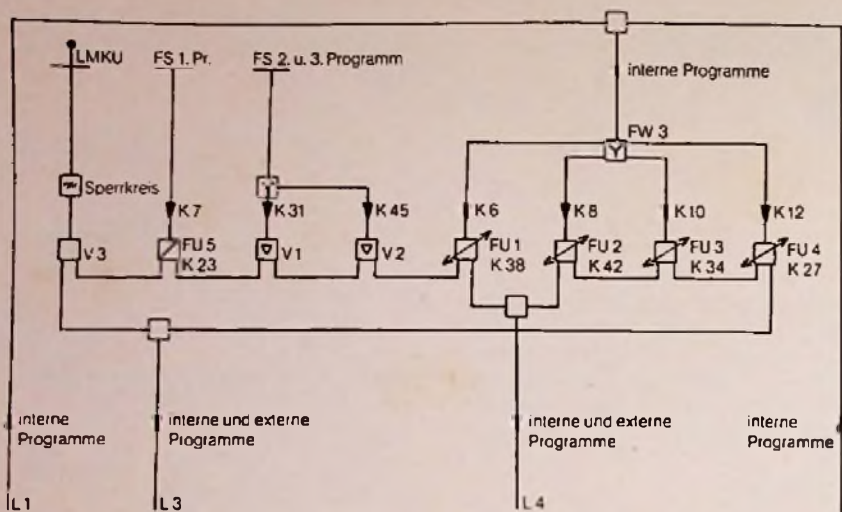 LMKU
FS 1. Pr.
FS 2. u. 3. Programm
interne Programme
FW 3
Sperrkreis
K 7
K 31
K 45
K 6
K 8
K 10
K 12
V 3
FU 5
K 23
V 1
V 2
FU 1
K 38
FU 2
K 42
FU 3
K 34
FU 4
K 27
interne
Programme
interne und externe
Programme
interne und externe
Programme
interne
Programme
L 1
L 3
L 4